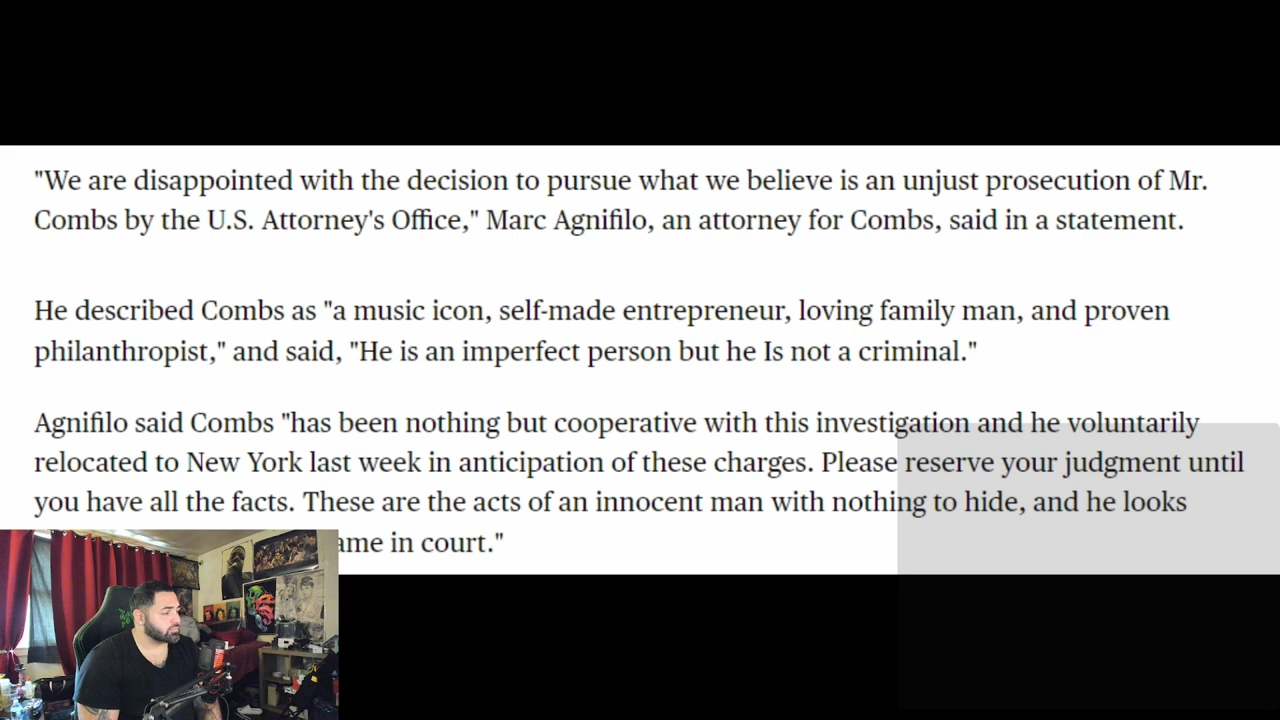 "We are disappointed with the decision to pursue what we believe is an unjust prosecution of Mr.
Combs by the U.S. Attorney's Office," Marc Agnifilo, an attorney for Combs, said in a statement.
He described Combs as "a music icon, self-made entrepreneur, loving family man, and proven
philanthropist," and said, "He is an imperfect person but he Is not a criminal."
Agnifilo said Combs "has been nothing but cooperative with this investigation and he voluntarily
relocated to New York last week in anticipation of these charges. Please reserve your judgment until
you have all the facts. These are the acts of an innocent man with nothing to hide, and he looks
ame in court."